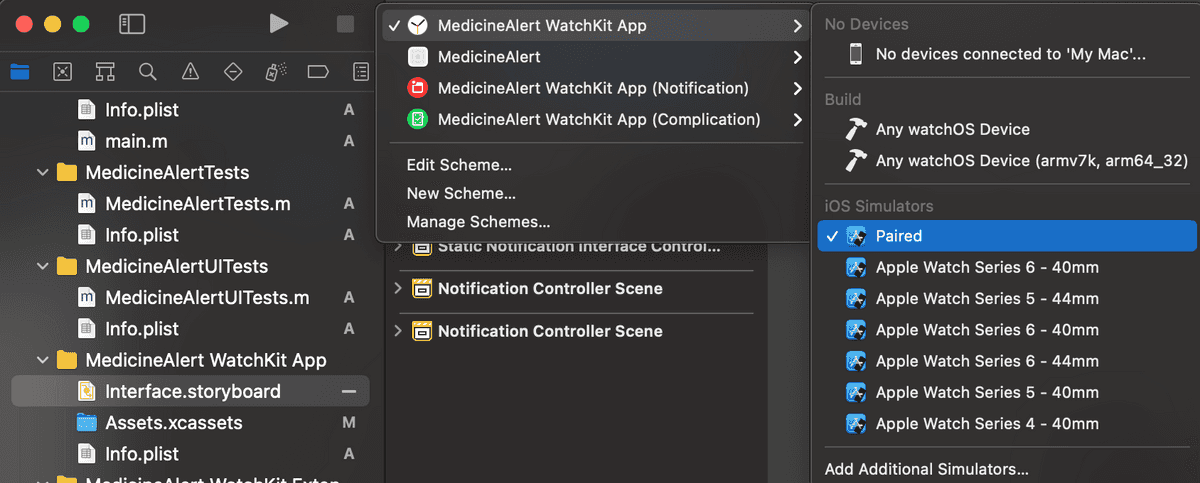 Info.plist A
main.m A
MedicineAlertTests
MedicineAlertTests.m A
Info.plist A
MedicineAlertUITests
MedicineAlertUITests.m A
Info.plist A
MedicineAlert WatchKit App
Interface.storyboard —
Assets.xcassets M
Info.plist A
MedicineAlert WatchKit Exten
MedicineAlert WatchKit App
MedicineAlert
MedicineAlert WatchKit App (Notification)
MedicineAlert WatchKit App (Complication)
Edit Scheme...
New Scheme...
Manage Schemes...
Static Notification Interface Control...
Notification Controller Scene
Notification Controller Scene
No Devices
No devices connected to 'My Mac'...
Build
Any watchOS Device
Any watchOS Device (armv7k, arm64_32)
iOS Simulators
Paired
Apple Watch Series 6 - 40mm
Apple Watch Series 5 - 44mm
Apple Watch Series 6 - 40mm
Apple Watch Series 6 - 44mm
Apple Watch Series 5 - 40mm
Apple Watch Series 4 - 40mm
Add Additional Simulators...